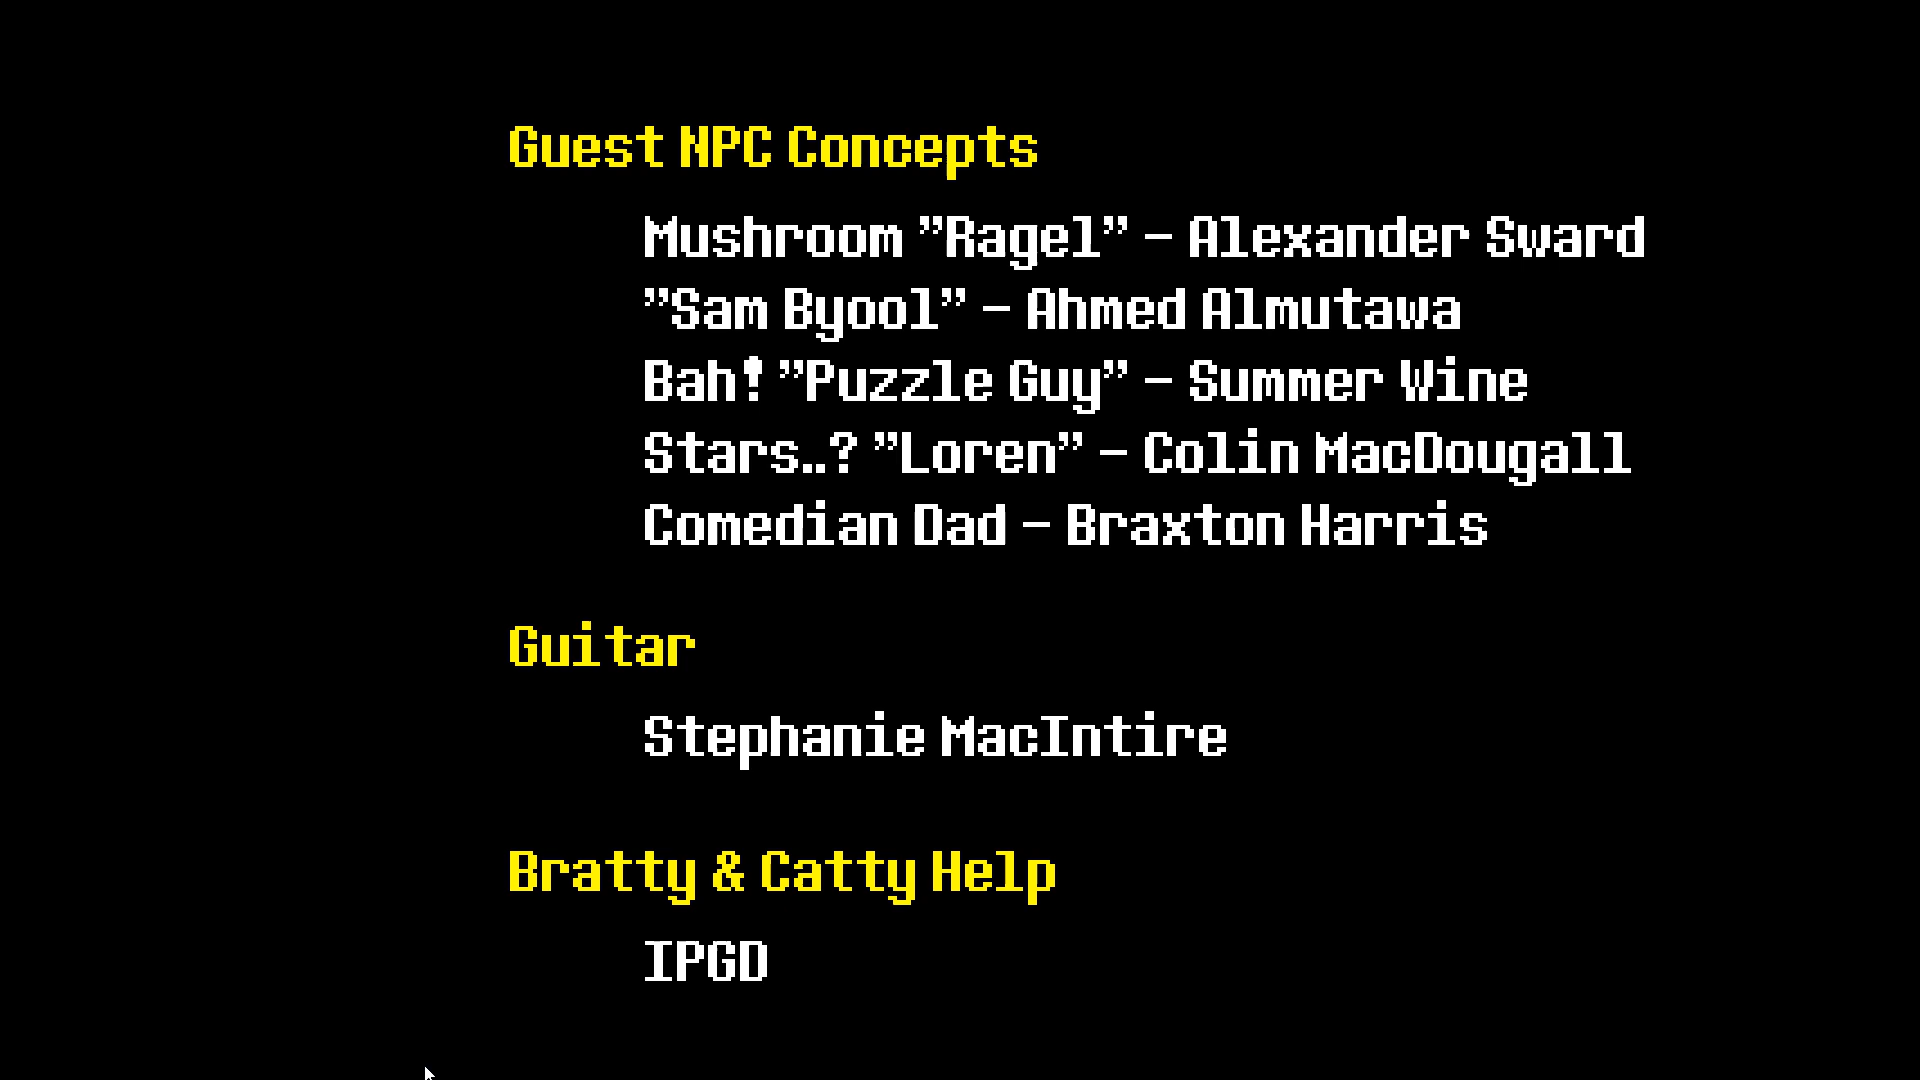 Guest NPC Concepts
Mushroom "Ragel" - Alexander Sward
"Sam Byool" - Ahmed Almutawa
Bah! "Puzzle Guy" - Summer Wine
Stars..? "Loren" - Colin MacDougall
Comedian Dad - Braxton Harris
Guitar
Stephanie MacIntire
Bratty & Catty Help
IPGD